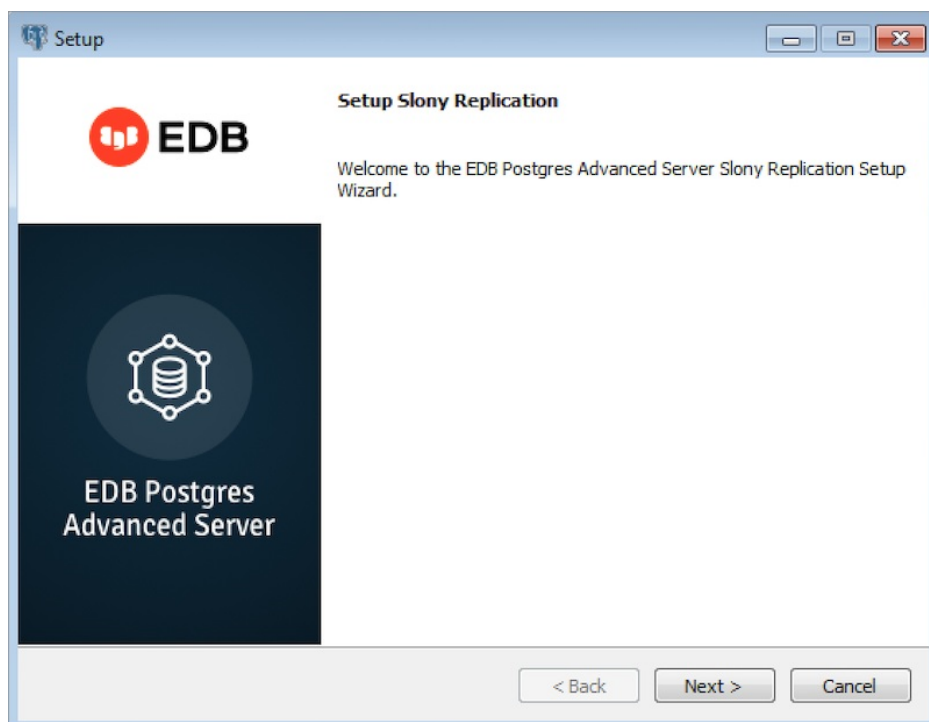 Setup
EDB
Setup Slony Replication
Welcome to the EDB Postgres Advanced Server Slony Replication Setup
Wizard.
EDB Postgres
Advanced Server
< Back
Next >
Cancel